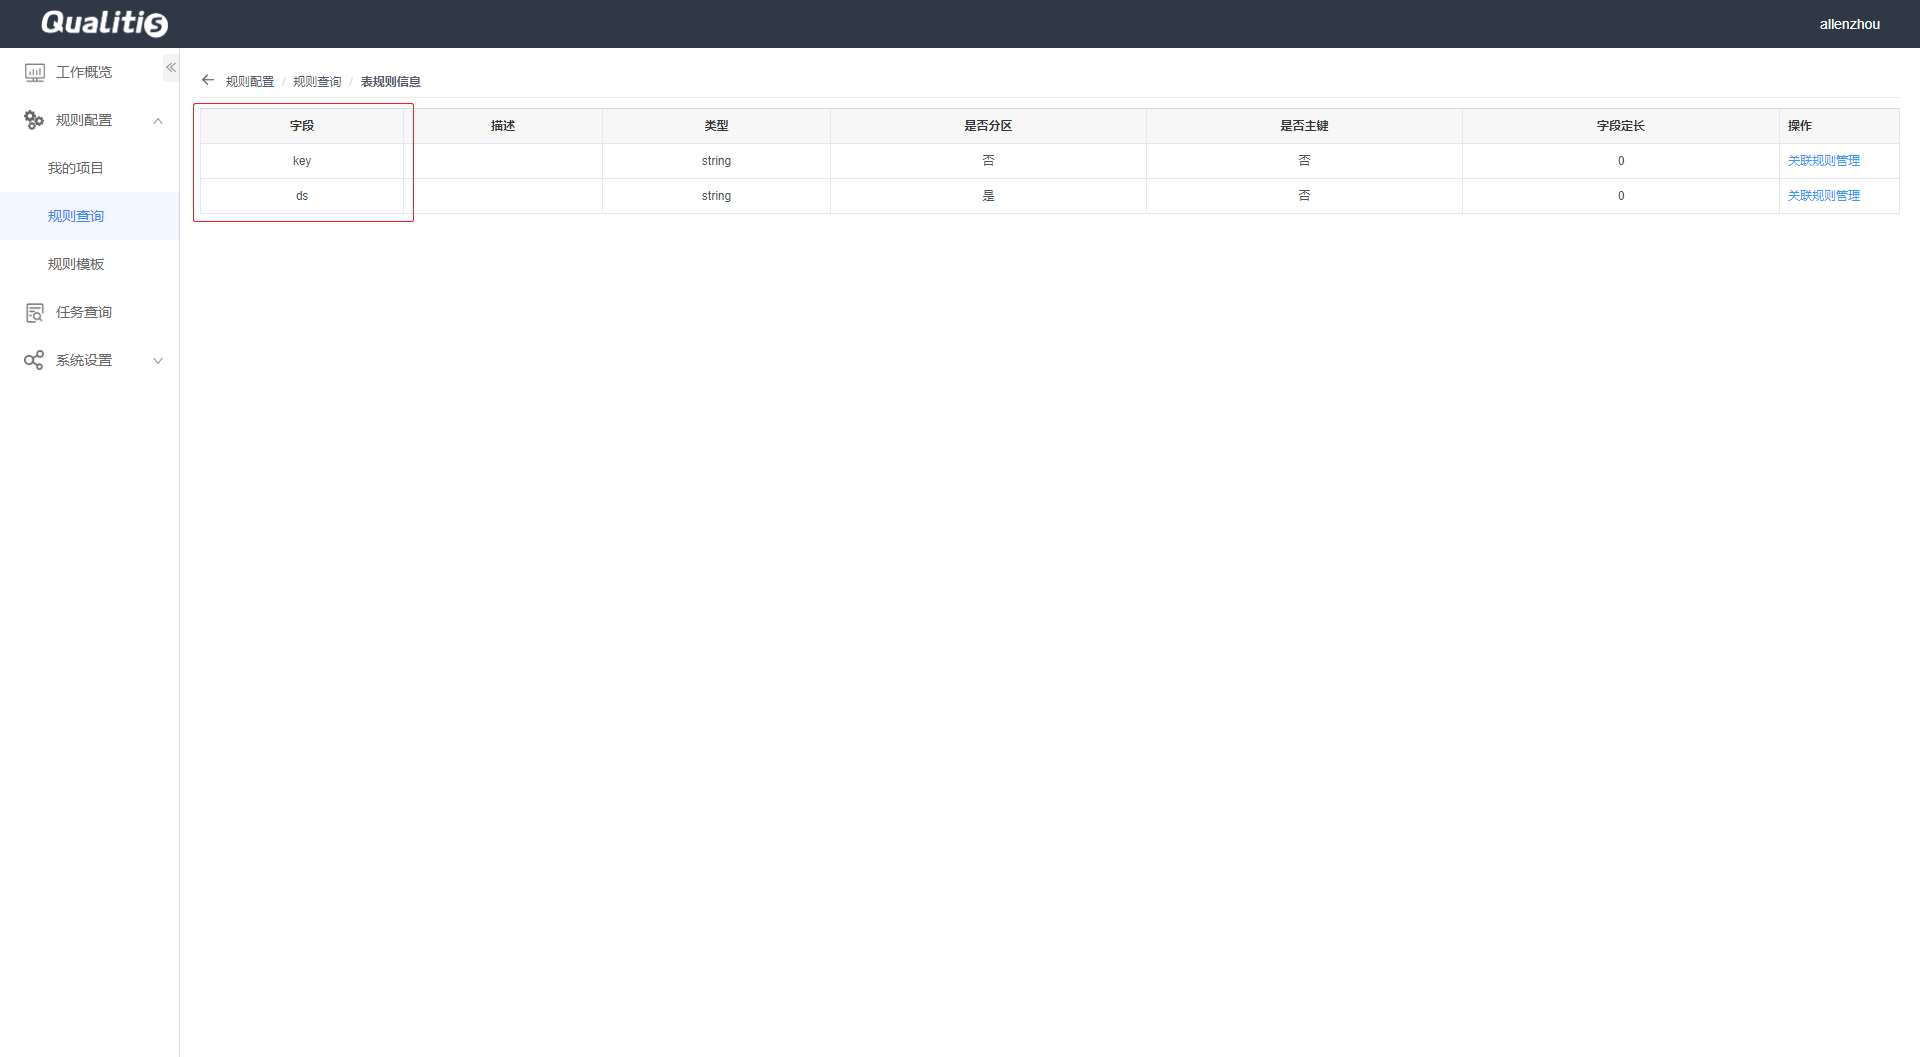 Qualitis
allenzhou
工作概览
规则配置
我的项目
规则查询
规则模板
任务查询
系统设置
规则配置 / 规则查询 / 表规则信息
字段 描述 类型 是否分区 是否主键 字段定长 操作
key string 否 否 0 关联规则管理
ds string 是 否 0 关联规则管理